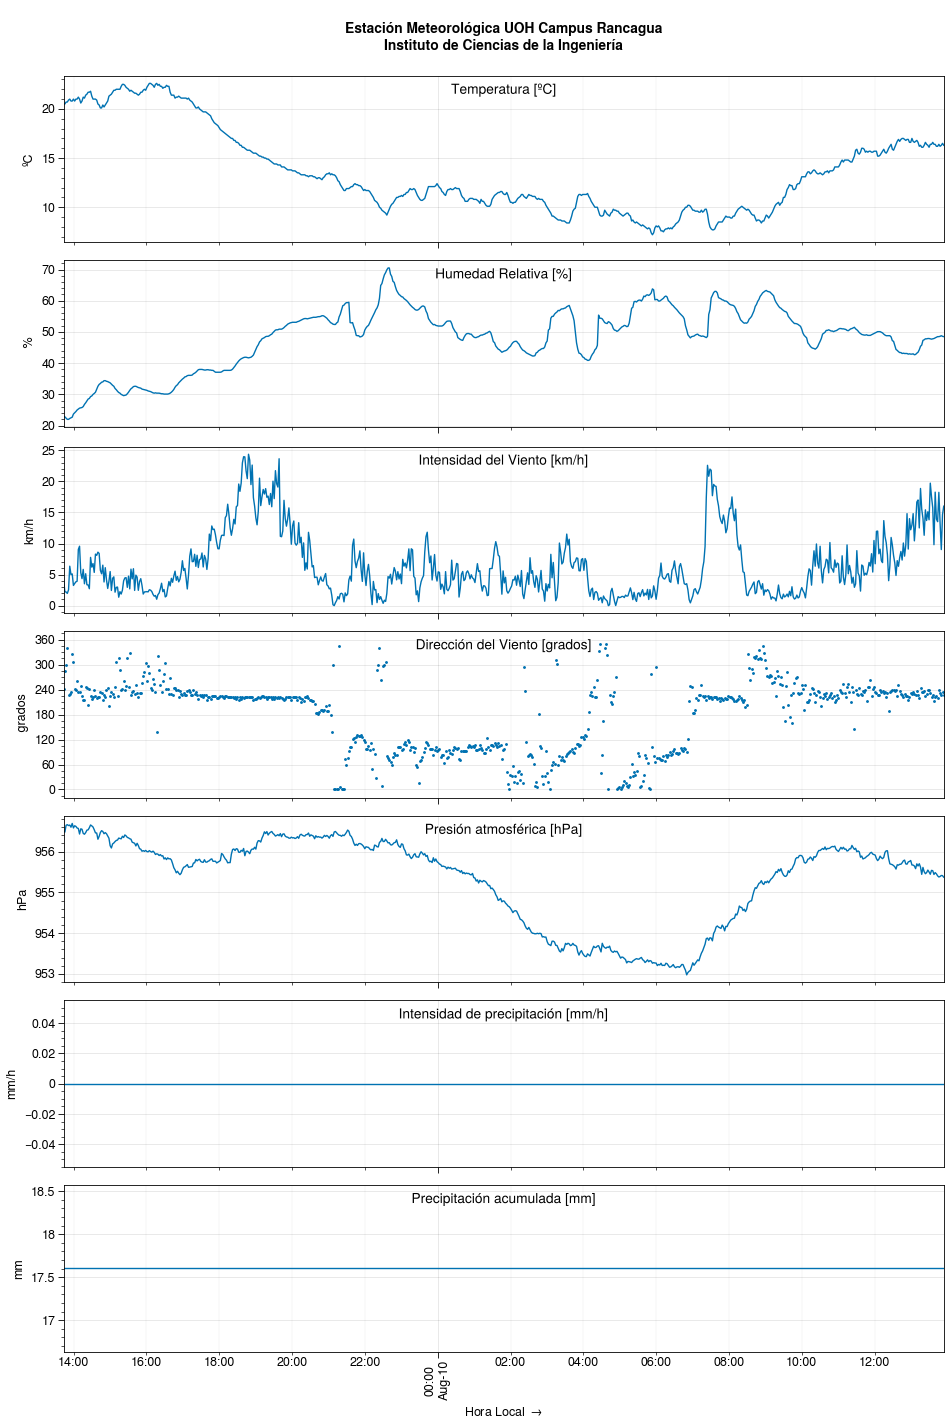 Estación Meteorológica UOH Campus Rancagua
Instituto de Ciencias de la Ingeniería
Temperatura [ºC]
20
15
10
ºC
Humedad Relativa [%]
70
60
50
40
30
20
%
Intensidad del Viento [km/h]
25
20
15
10
5
0
km/h
Dirección del Viento [grados]
360
300
240
180
120
60
0
grados
Presión atmosférica [hPa]
956
955
954
953
hPa
Intensidad de precipitación [mm/h]
0.04
0.02
0
−0.02
−0.04
mm/h
Precipitación acumulada [mm]
18.5
18
17.5
17
mm
14:00 16:00 18:00 20:00 22:00 00:00 02:00 04:00 06:00 08:00 10:00 12:00
Aug-10
Hora Local →